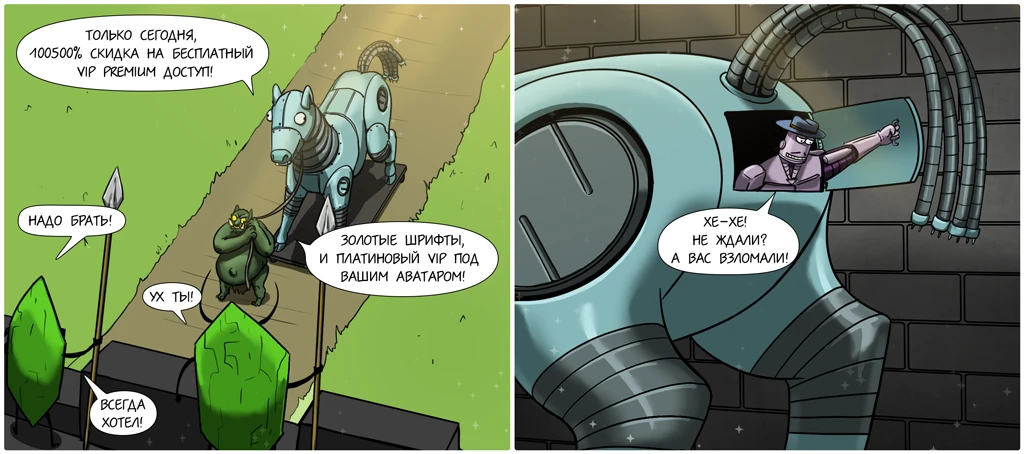 ТОЛЬКО СЕГОДНЯ,
100500% СКИДКА НА БЕСПЛАТНЫЙ
VIP PREMIUM ДОСТУП!
НАДО БРАТЬ!
ЗОЛОТЫЕ ШРИФТЫ,
И ПЛАТИНОВЫЙ VIP ПОД
ВАШИМ АВАТАРОМ!
УХ ТЫ!
ВСЕГДА
ХОТЕЛ!
ХЕ-ХЕ!
НЕ ЖДАЛИ?
А ВАС ВЗЛОМАЛИ!